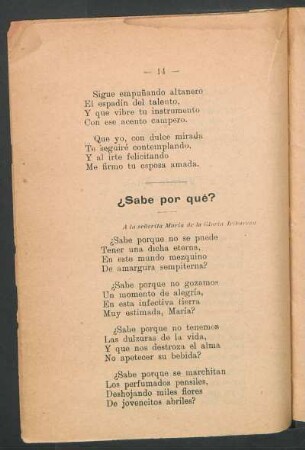 — 14 —
Sigue empuñando altanero
El espadín del talento,
Y que vibre tu instrumento
Con ese acento campero.
Que yo, con dulce mirada
Te seguiré contemplando,
Y al irte felicitando
Me firmo tu esposa amada.
¿Sabe por qué?
A la señorita María de la Gloria
¿Sabe porque no se puede
Tener una dicha eterna,
En este mundo mezquino
De amargura sempiterna?
¿Sabe porque no gozamos
Un momento de alegría,
En esta infectiva tierra
Muy estimada, María?
¿Sabe porque no tenemos
Las dulzuras de la vida,
Y que nos destroza el alma
No apetecer su bebida?
¿Sabe porque se marchitan
Los perfumados pensiles,
Deshojando miles flores
De jovencitos abriles?